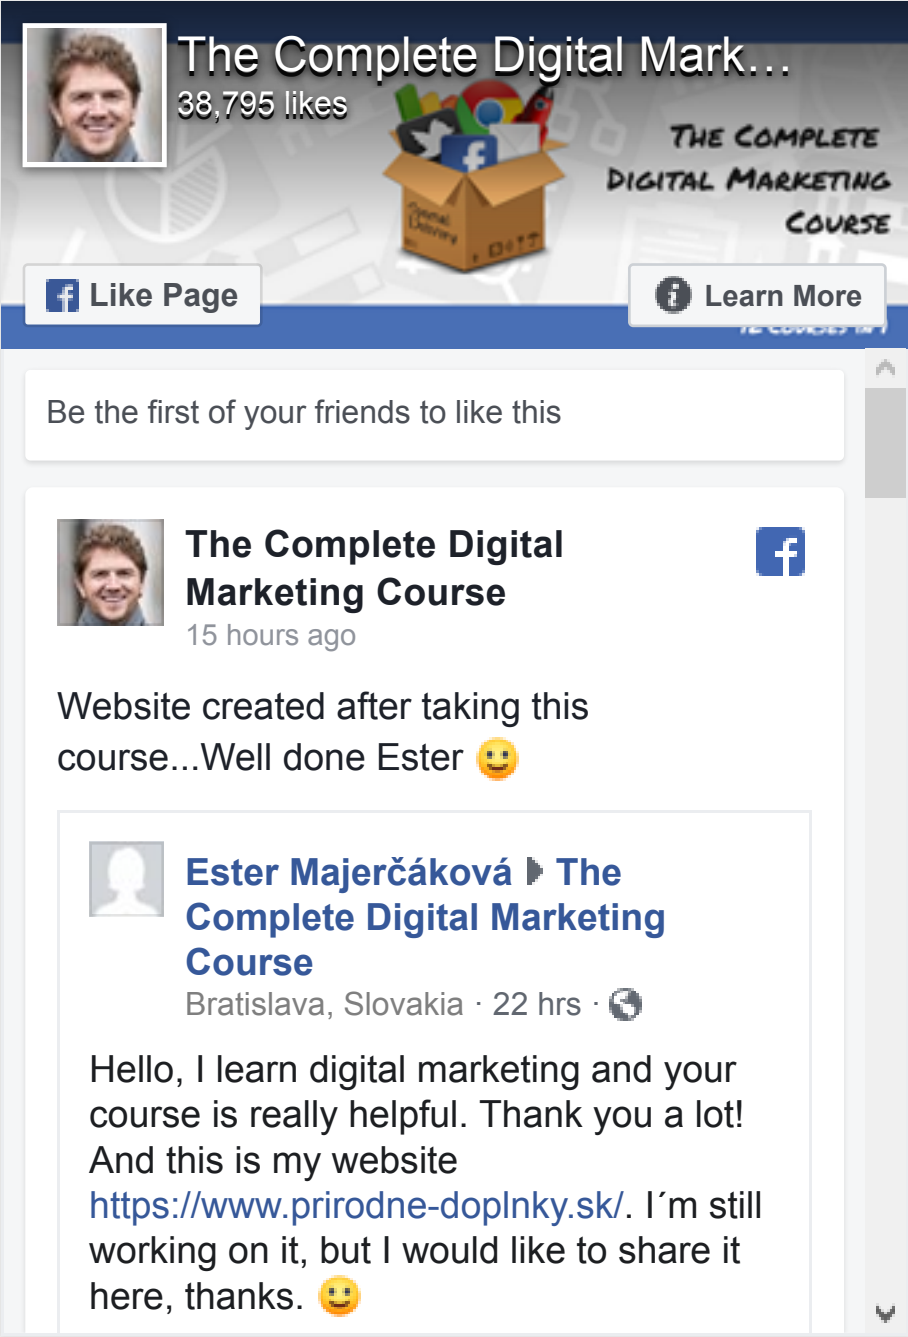 The Complete Digital Mark...
38,795 likes
THE COMPLETE
DIGITAL MARKETING
COURSE
Like Page
Learn More
12 COURSES IN 1
Be the first of your friends to like this
The Complete Digital
Marketing Course
15 hours ago
Website created after taking this
course...Well done Ester 🙂
Ester Majerčáková ▶ The
Complete Digital Marketing
Course
Bratislava, Slovakia · 22 hrs ·
Hello, I learn digital marketing and your
course is really helpful. Thank you a lot!
And this is my website
https://www.prirodne-doplnky.sk/. I´m still
working on it, but I would like to share it
here, thanks. 🙂